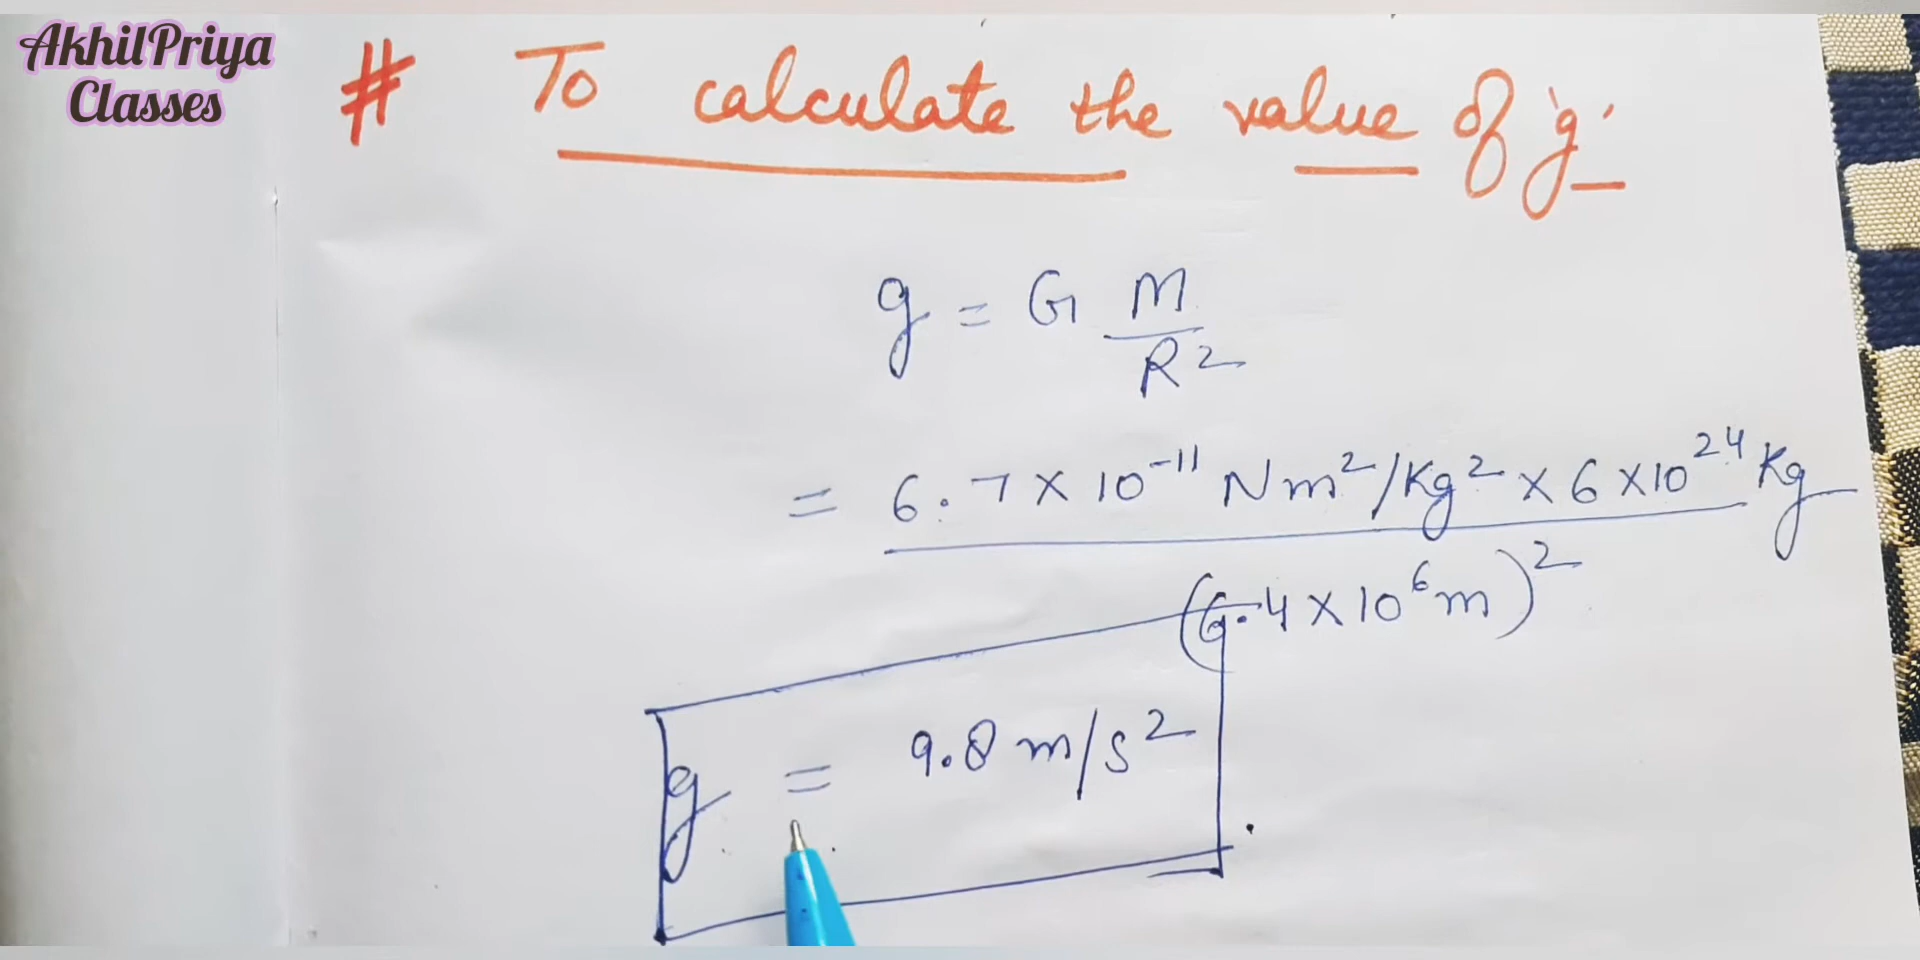 AkhilPriya
Classes
# To calculate the value of 'g'
g = G M/R²
= 6.7 × 10⁻¹¹ Nm²/Kg² × 6 × 10²⁴ Kg
(6.4 × 10⁶ m)²
g = 9.8 m/s²